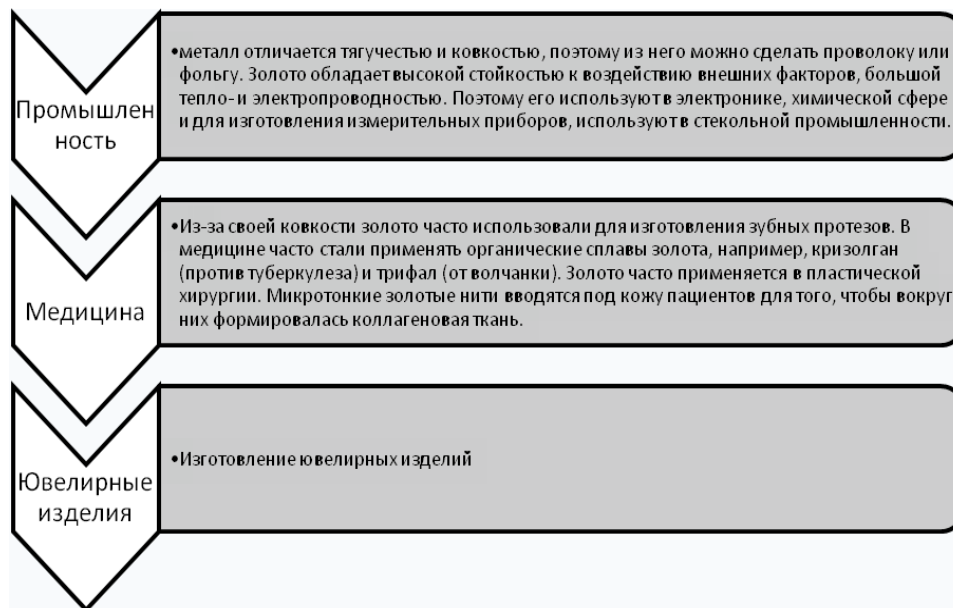 Промышлен
ность
•металл отличается тягучестью и ковкостью, поэтому из него можно сделать проволоку или
фольгу. Золото обладает высокой стойкостью к воздействию внешних факторов, большой
тепло- и электропроводностью. Поэтому его используют в электронике, химической сфере
и для изготовления измерительных приборов, используют в стекольной промышленности.
Медицина
•Из-за своей ковкости золото часто использовали для изготовления зубных протезов. В
медицине часто стали применять органические сплавы золота, например, кризолган
(против туберкулеза) и трифал (от волчанки). Золото часто применяется в пластической
хирургии. Микротонкие золотые нити вводятся под кожу пациентов для того, чтобы вокруг
них формировалась коллагеновая ткань.
Ювелирные
изделия
•Изготовление ювелирных изделий